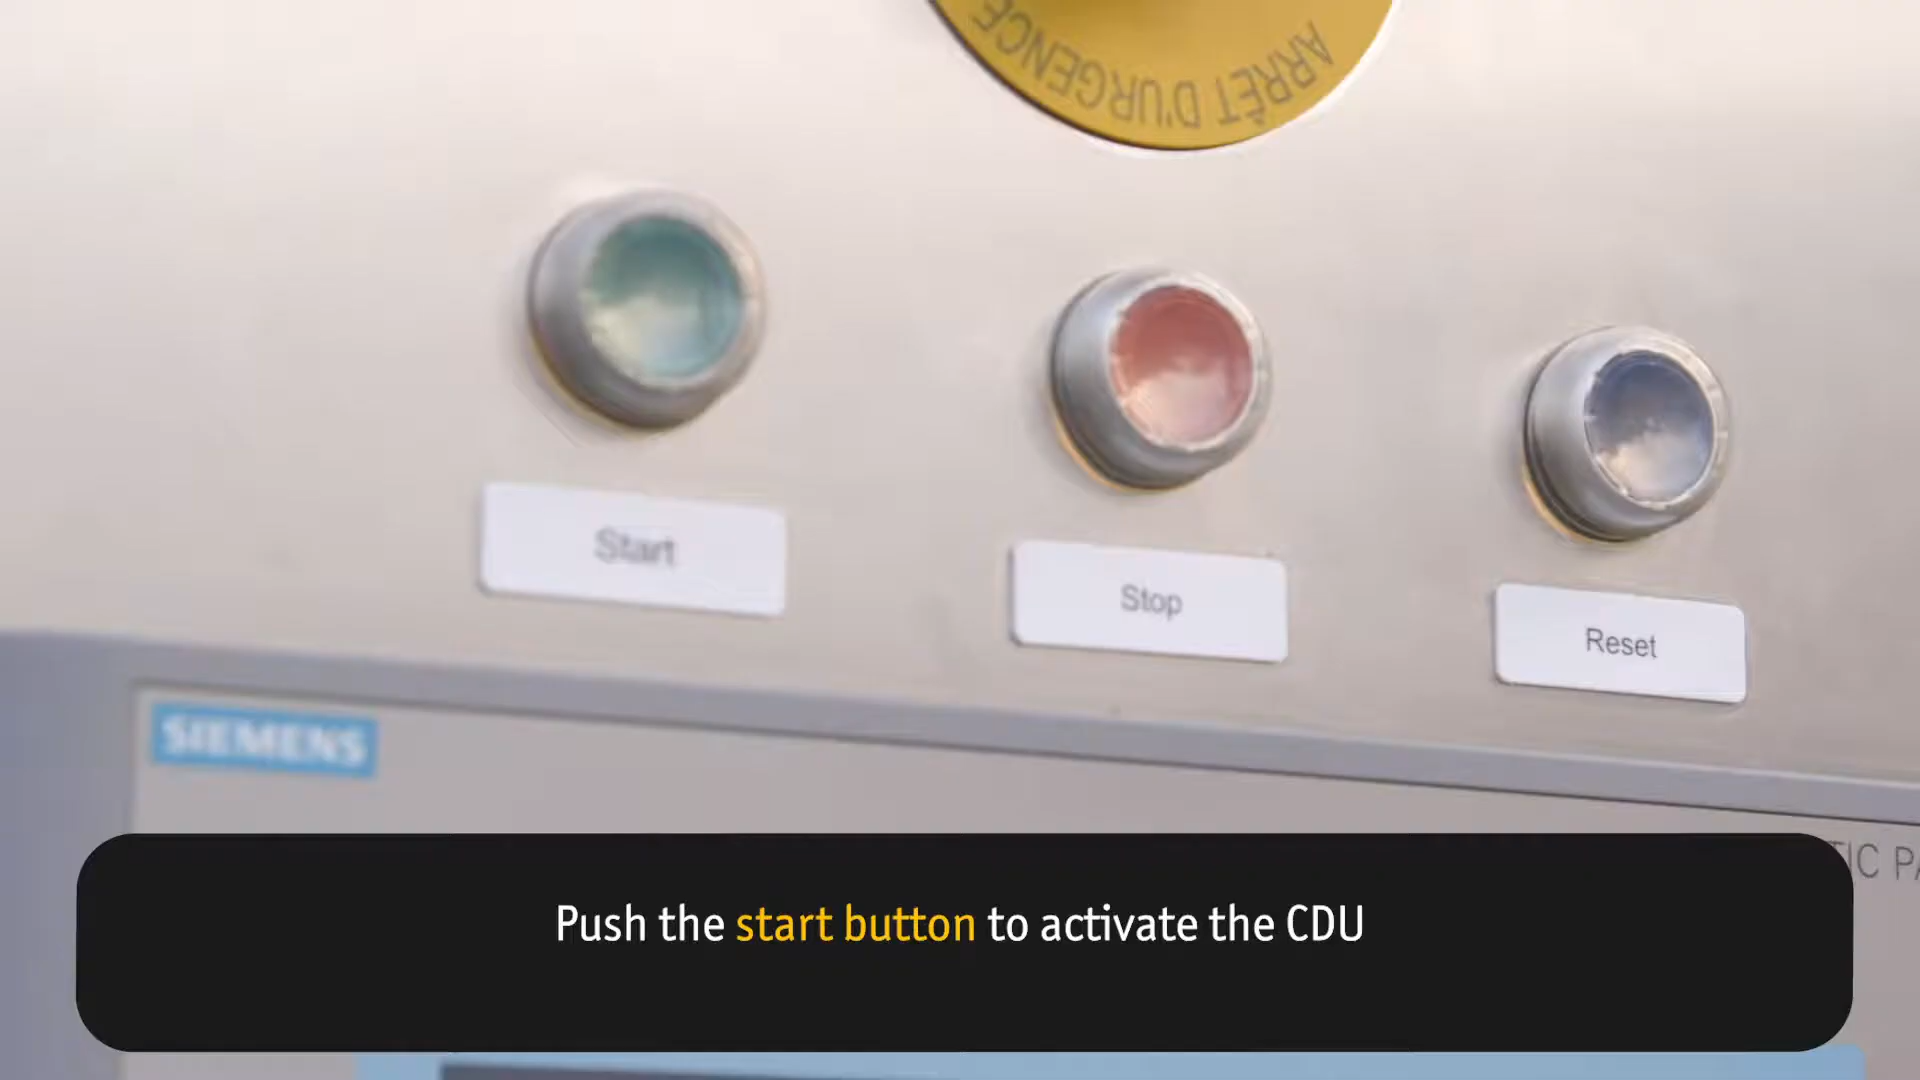 ARRÊT D'URGENCE
Start
Stop
Reset
SIEMENS
Push the start button to activate the CDU